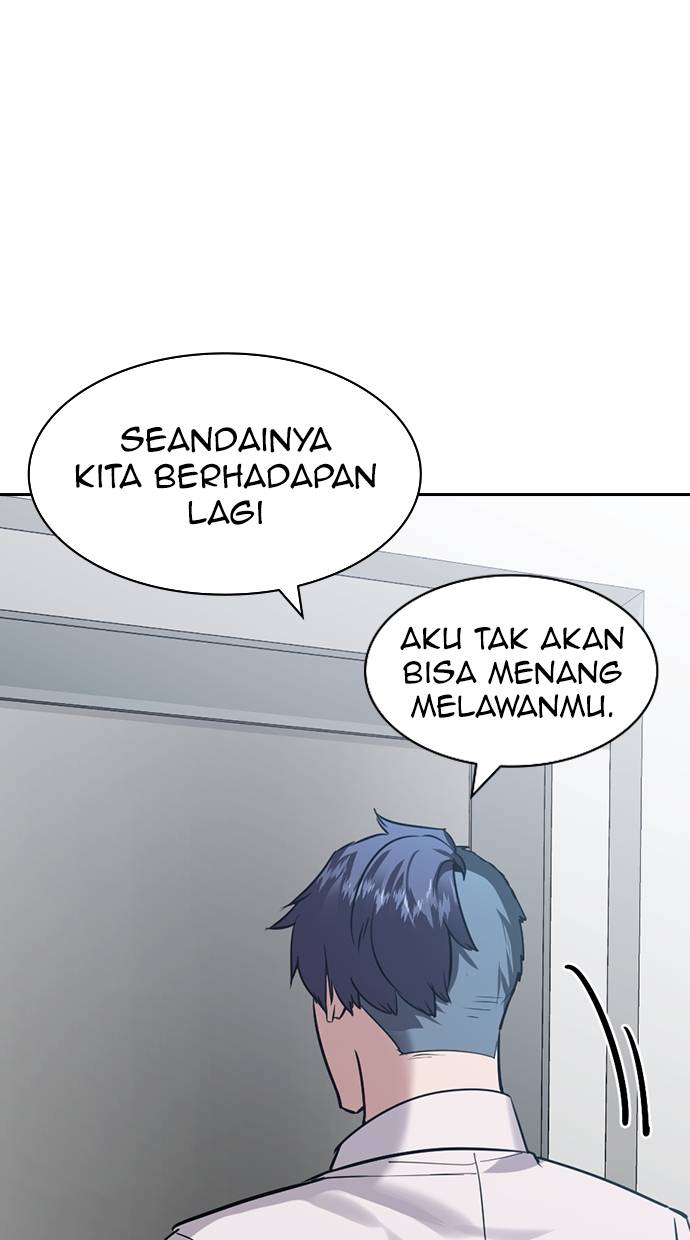 SEANDAINYA
KITA BERHADAPAN
LAGI
AKU TAK AKAN
BISA MENANG
MELAWANMU.